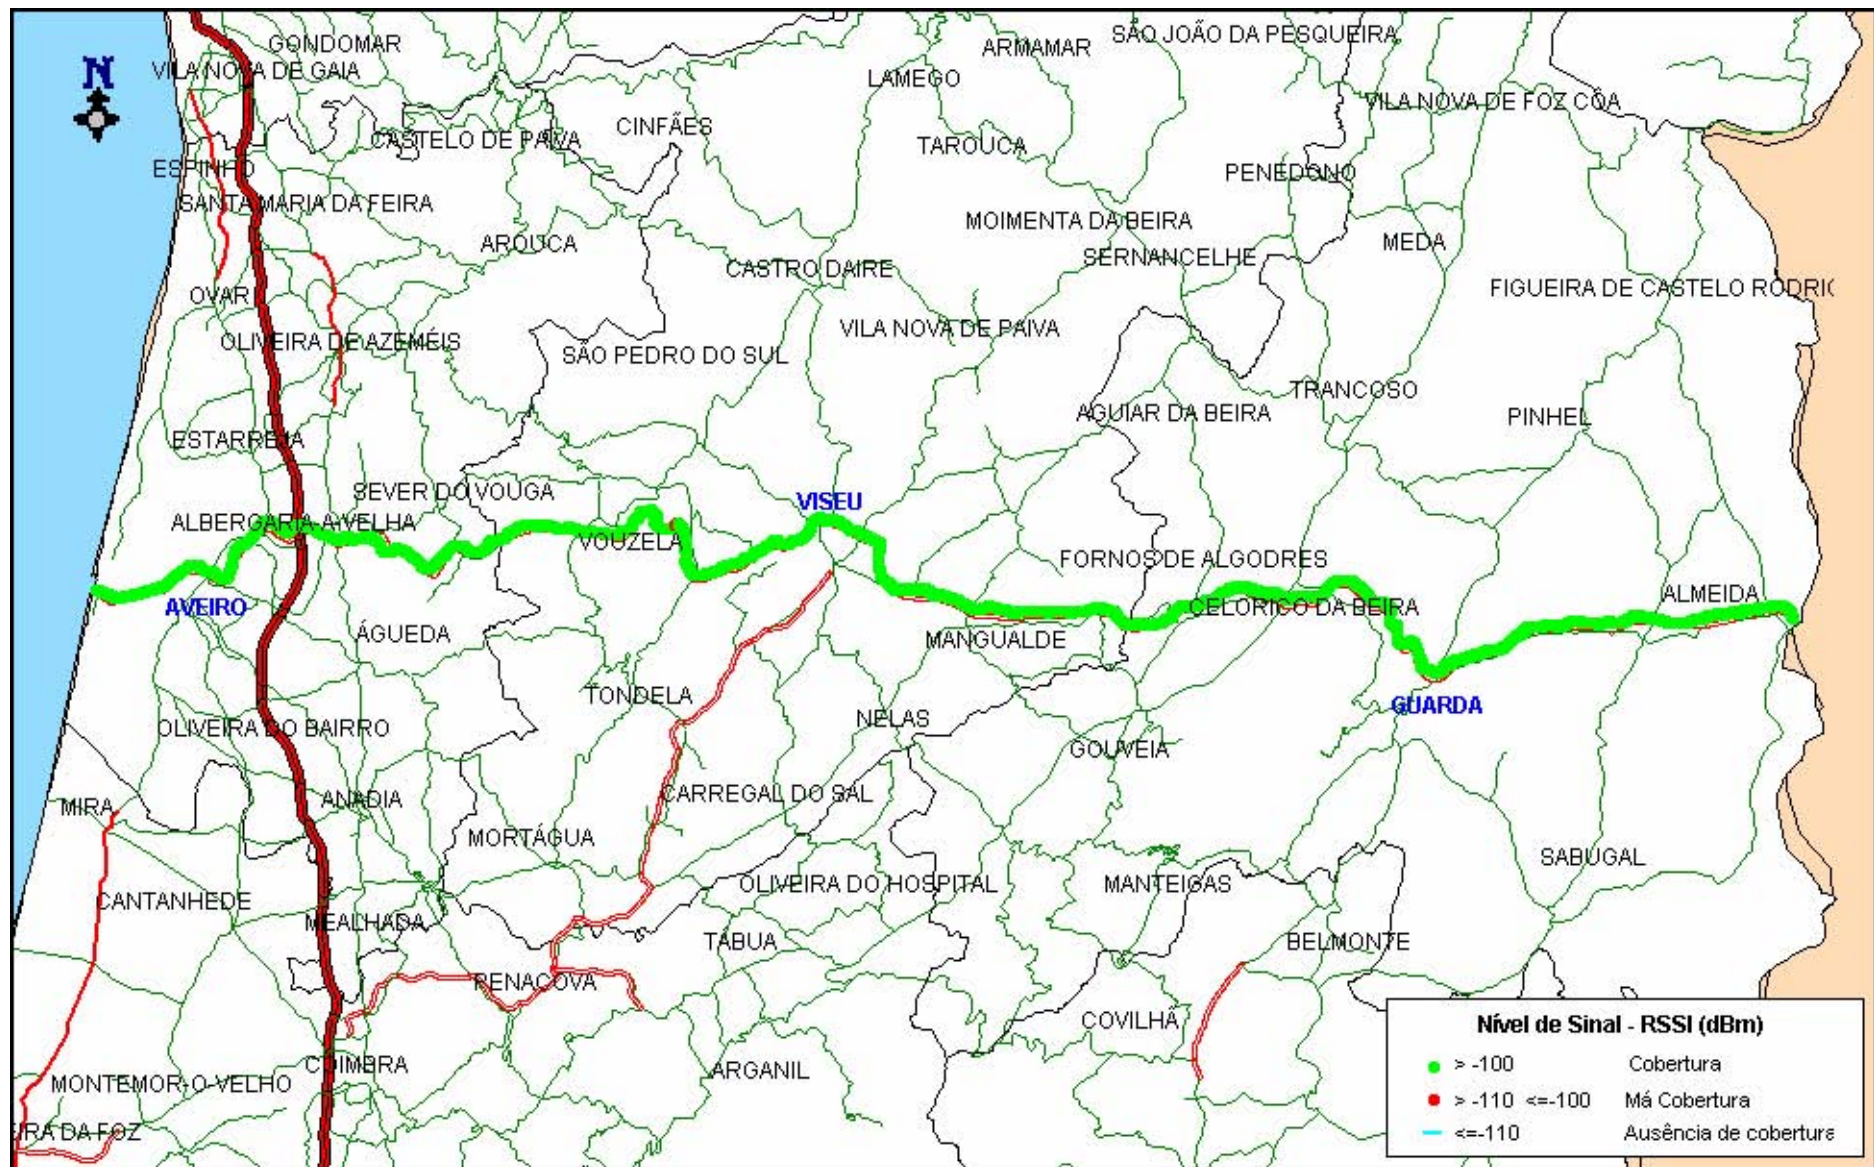 GONDOMAR
ARMAMAR
SÃO JOÃO DA PESQUEIRA
N
VILA NOVA DE GAIA
LAMEGO
VILA NOVA DE FOZ CÔA
CASTELO DE PAIVA
CINFÃES
TAROUCA
ESPINHO
PENEDONO
SANTA MARIA DA FEIRA
MOIMENTA DA BEIRA
AROUCA
MEDA
SERNANCELHE
CASTRO DAIRE
OVAR
FIGUEIRA DE CASTELO RODRI
VILA NOVA DE PAIVA
OLIVEIRA DE AZEMÉIS
SÃO PEDRO DO SUL
TRANCOSO
AGUIAR DA BEIRA
PINHEL
ESTARREJA
SEVER DO VOUGA
VISEU
ALBERGARIA-A-VELHA
VOUZELA
FORNOS DE ALGODRES
AVEIRO
CELORICO DA BEIRA
ALMEIDA
ÁGUEDA
MANGUALDE
TONDELA
GUARDA
OLIVEIRA DO BAIRRO
NELAS
GOUVEIA
ANADIA
CARREGAL DO SAL
MIRA
MORTÁGUA
SABUGAL
OLIVEIRA DO HOSPITAL
MANTEIGAS
CANTANHEDE
MEALHADA
TÁBUA
BELMONTE
PENACOVA
COVILHÃ
COIMBRA
ARGANIL
MONTEMOR-O-VELHO
IRA DA FOZ
Nível de Sinal - RSSI (dBm)
> -100 Cobertura
> -110 <=-100 Má Cobertura
<=-110 Ausência de cobertura